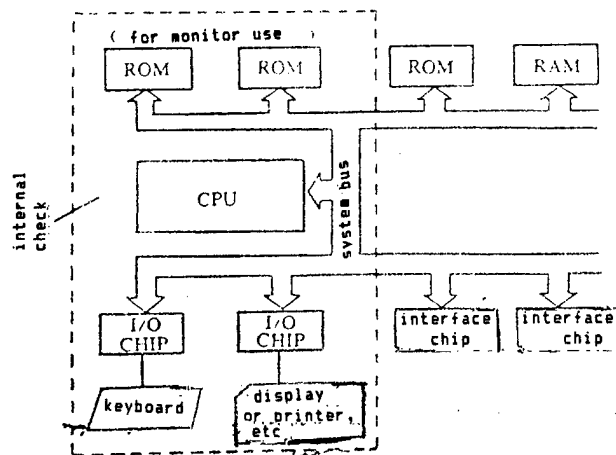 ( for monitor use )
ROM
ROM
ROM
RAM
CPU
system bus
internal
check
I/O
CHIP
I/O
CHIP
interface
chip
interface
chip
keyboard
display
or printer,
etc